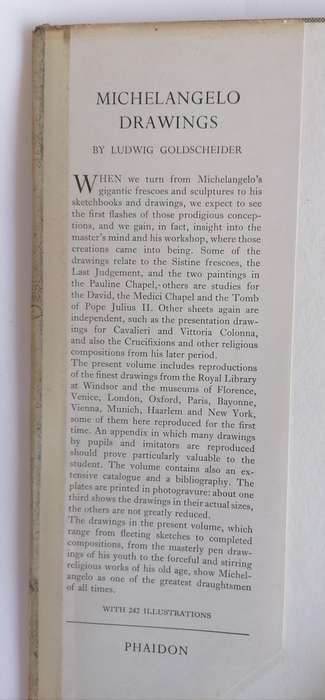 MICHELANGELO
DRAWINGS
BY LUDWIG GOLDSCHEIDER
WHEN we turn from Michelangelo's
gigantic frescoes and sculptures to his
sketchbooks and drawings, we expect to see
the first flashes of those prodigious concep-
tions, and we gain, in fact, insight into the
master's mind and his workshop, where those
creations came into being. Some of the
drawings relate to the Sistine frescoes, the
Last Judgement, and the two paintings in
the Pauline Chapel, others are studies for
the David, the Medici Chapel and the Tomb
of Pope Julius II. Other sheets again are
independent, such as the presentation draw-
ings for Cavalieri and Vittoria Colonna,
and also the Crucifixions and other religious
compositions from his later period.
The present volume includes reproductions
of the finest drawings from the Royal Library
at Windsor and the museums of Florence,
Venice, London, Oxford, Paris, Bayonne,
Vienna, Munich, Haarlem and New York,
some of them here reproduced for the first
time. An appendix in which many drawings
by pupils and imitators are reproduced
should prove particularly valuable to the
student. The volume contains also an ex-
tensive catalogue and a bibliography. The
plates are printed in photogravure: about one
third shows the drawings in their actual sizes,
the others are not greatly reduced.
The drawings in the present volume, which
range from fleeting sketches to completed
compositions, from the masterly pen draw-
ings of his youth to the forceful and stirring
religious works of his old age, show Michel-
angelo as one of the greatest draughtsmen
of all times.
WITH 242 ILLUSTRATIONS
PHAIDON